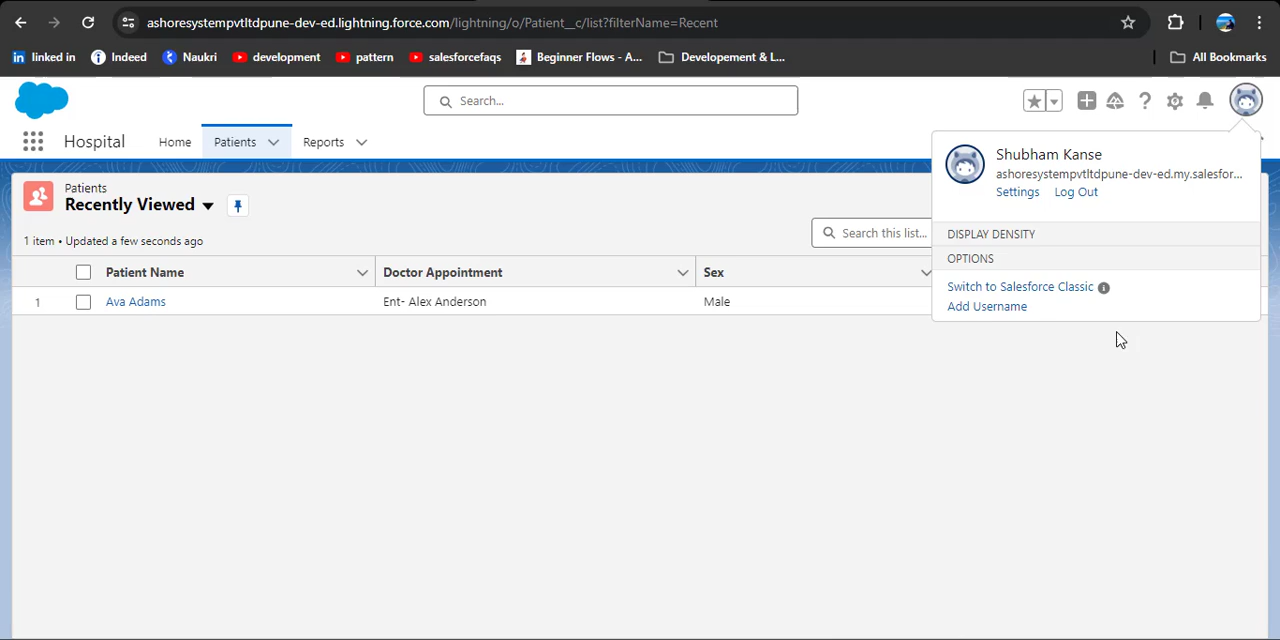 ashoresystempvtltdpune-dev-ed.lightning.force.com/lightning/o/Patient__c/list?filterName=Recent
linked in Indeed Naukri development pattern salesforcefaqs Beginner Flows - A... Developement & L... All Bookmarks
Search...
Hospital Home Patients Reports
Shubham Kanse
ashoresystempvtltdpune-dev-ed.my.salesfor...
Settings Log Out
Patients
Recently Viewed
1 item • Updated a few seconds ago
Search this list...
DISPLAY DENSITY
OPTIONS
Switch to Salesforce Classic
Add Username
Patient Name Doctor Appointment Sex
1 Ava Adams Ent- Alex Anderson Male